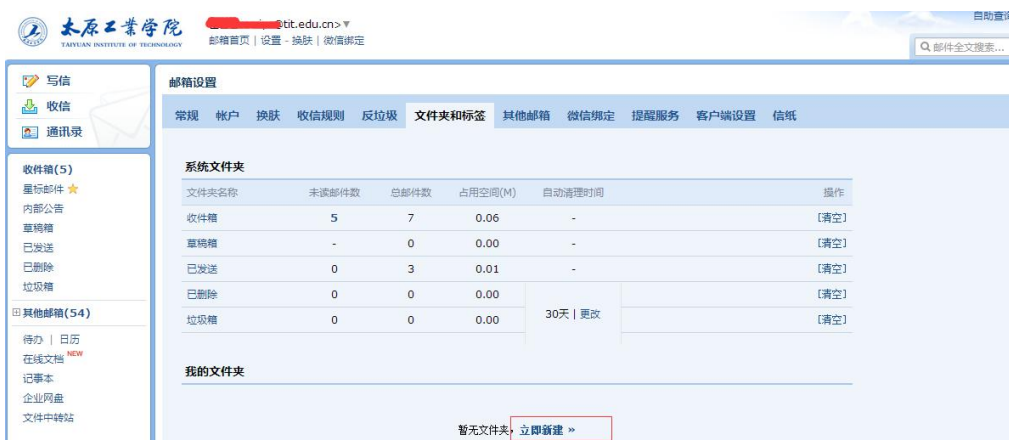 太原工业学院
TAIYUAN INSTITUTE OF TECHNOLOGY
@tit.edu.cn>▼
邮箱首页 | 设置 - 换肤 | 微信绑定
自助查询
邮件全文搜索...
写信
收信
通讯录
收件箱(5)
星标邮件
内部公告
草稿箱
已发送
已删除
垃圾箱
其他邮箱(54)
待办 | 日历
在线文档 NEW
记事本
企业网盘
文件中转站
邮箱设置
常规 帐户 换肤 收信规则 反垃圾 文件夹和标签 其他邮箱 微信绑定 提醒服务 客户端设置 信纸
系统文件夹
文件夹名称 未读邮件数 总邮件数 占用空间(M) 自动清理时间 操作
收件箱 5 7 0.06 - [清空]
草稿箱 - 0 0.00 - [清空]
已发送 0 3 0.01 - [清空]
已删除 0 0 0.00 [清空]
30天 | 更改
垃圾箱 0 0 0.00 [清空]
我的文件夹
暂无文件夹，立即新建 »